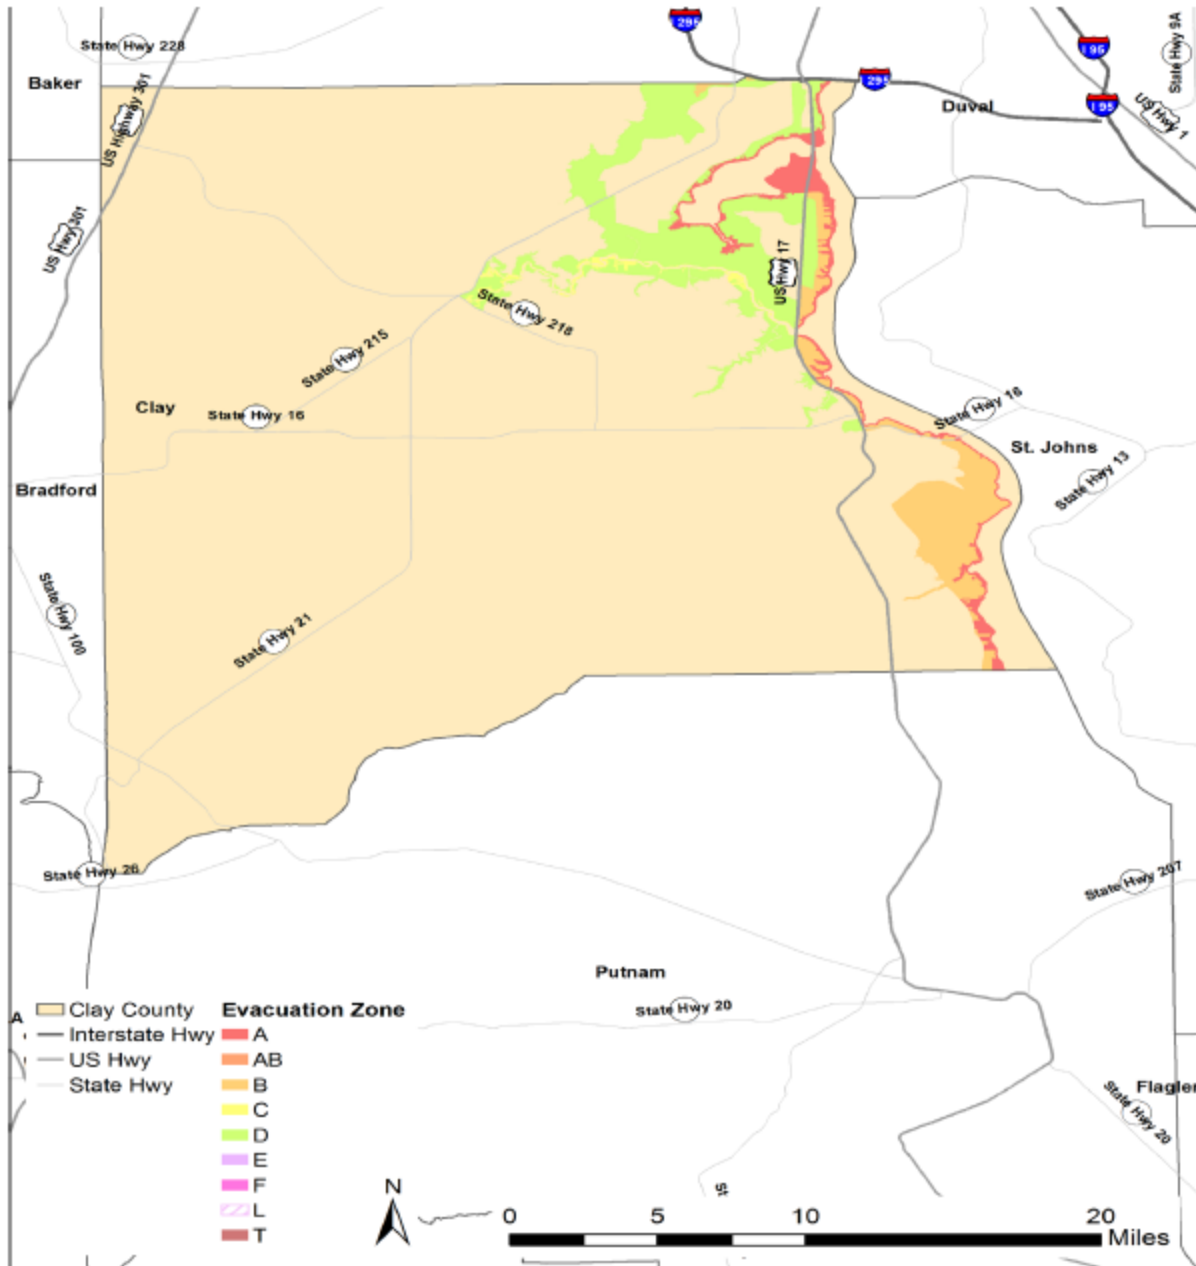 I 295
State Hwy 228
I 95
State Hwy 9A
Baker
I 295
US Highway 301
Duval
I 95
US Hwy 1
US Hwy 301
US Hwy 17
State Hwy 218
State Hwy 215
Clay
State Hwy 16
State Hwy 16
St. Johns
State Hwy 13
Bradford
State Hwy 100
State Hwy 21
State Hwy 26
State Hwy 207
Putnam
State Hwy 20
A
Clay County
Interstate Hwy
US Hwy
State Hwy
Evacuation Zone
A
AB
B
C
D
E
F
L
T
Flagler
State Hwy 20
St
N
0 5 10 20
Miles